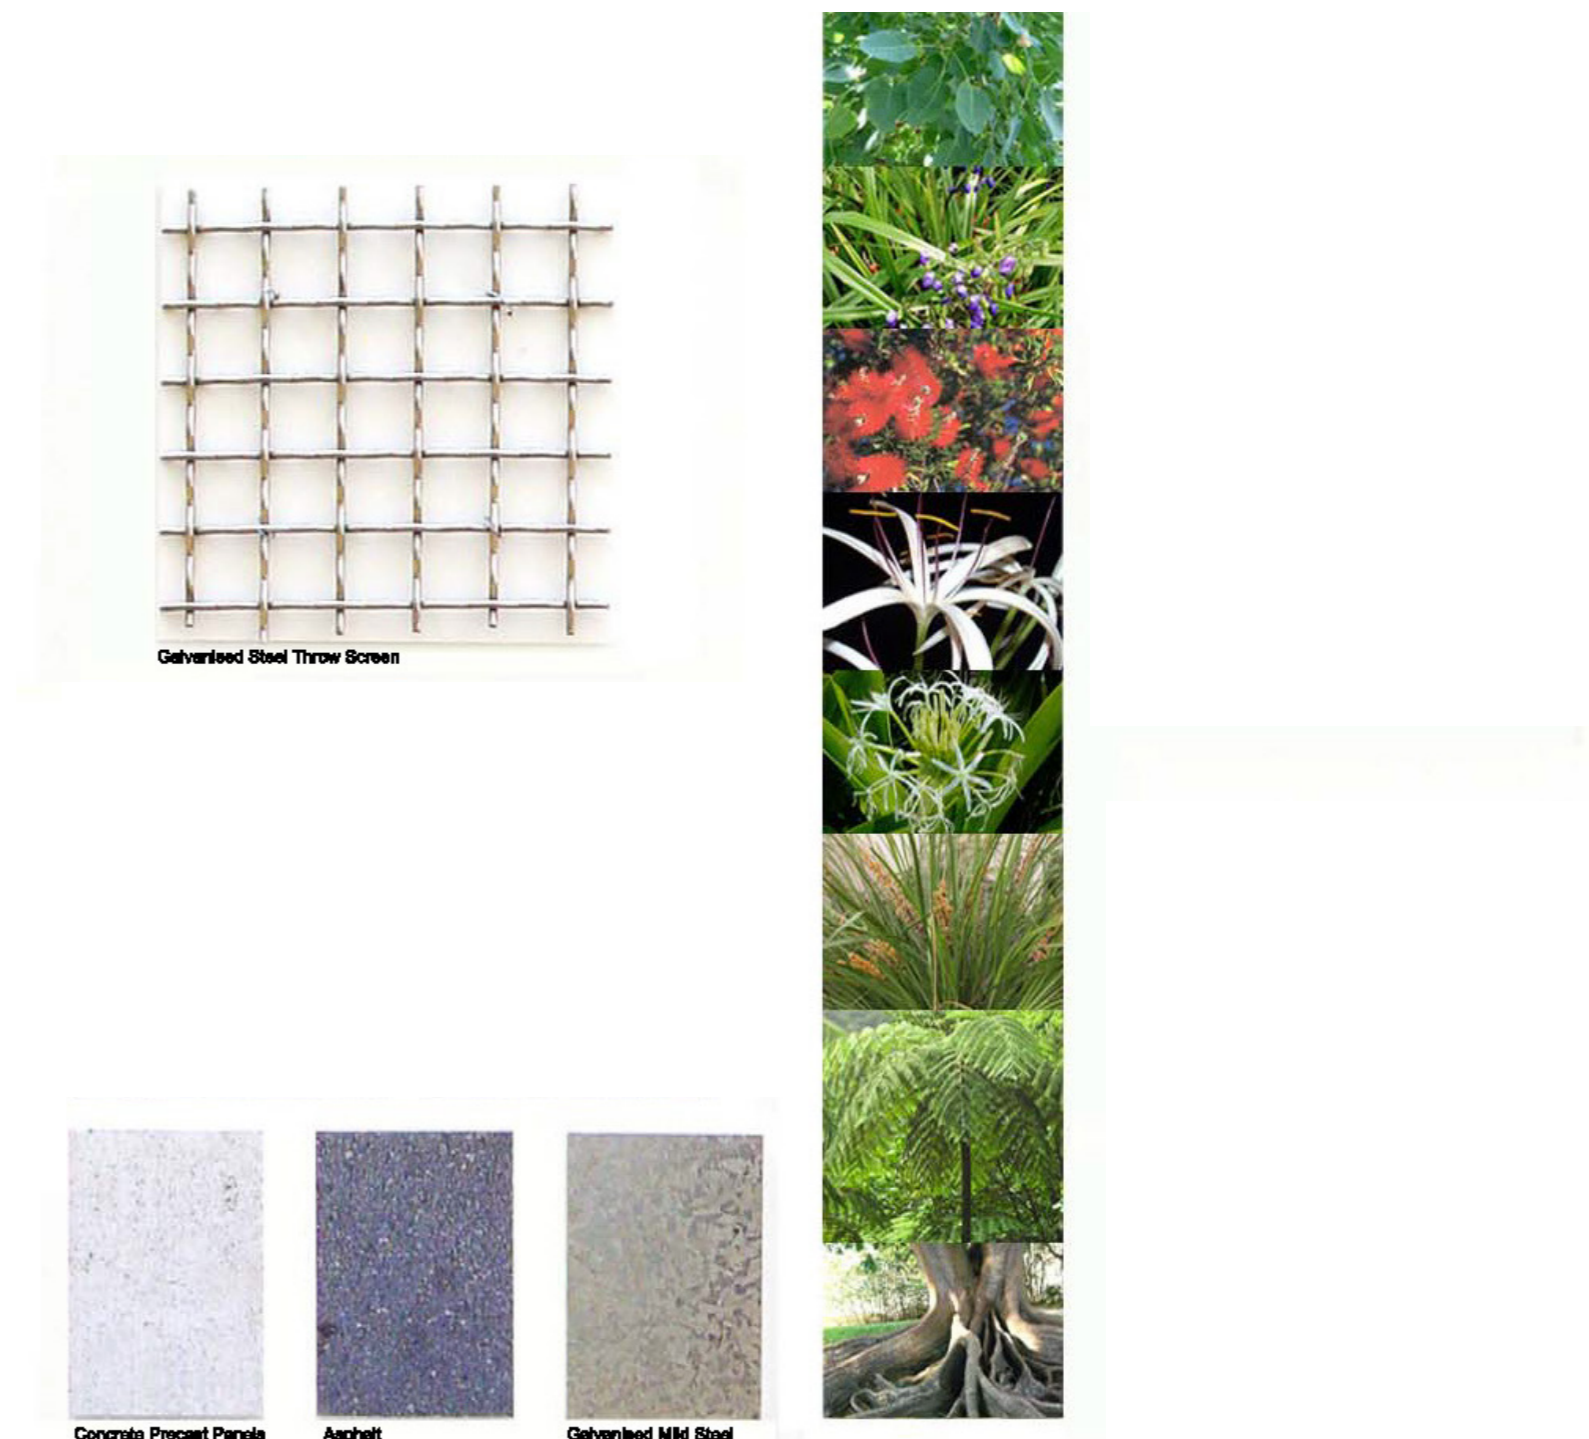 Galvanised Steel Throw Screen
Concrete Precast Panels
Asphalt
Galvanised Mild Steel